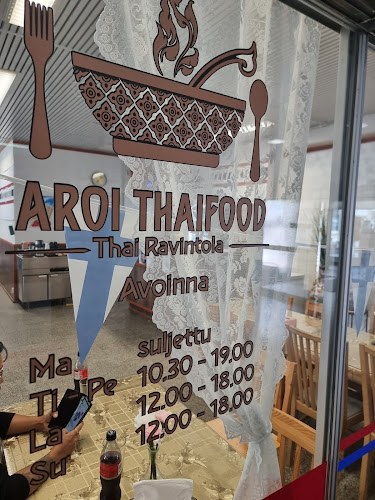 AROI THAIFOOD
Thai Ravintola
Avoinna
Ma suljettu
Ti - Pe 10.30 - 19.00
La 12.00 - 18.00
Su 12.00 - 18.00